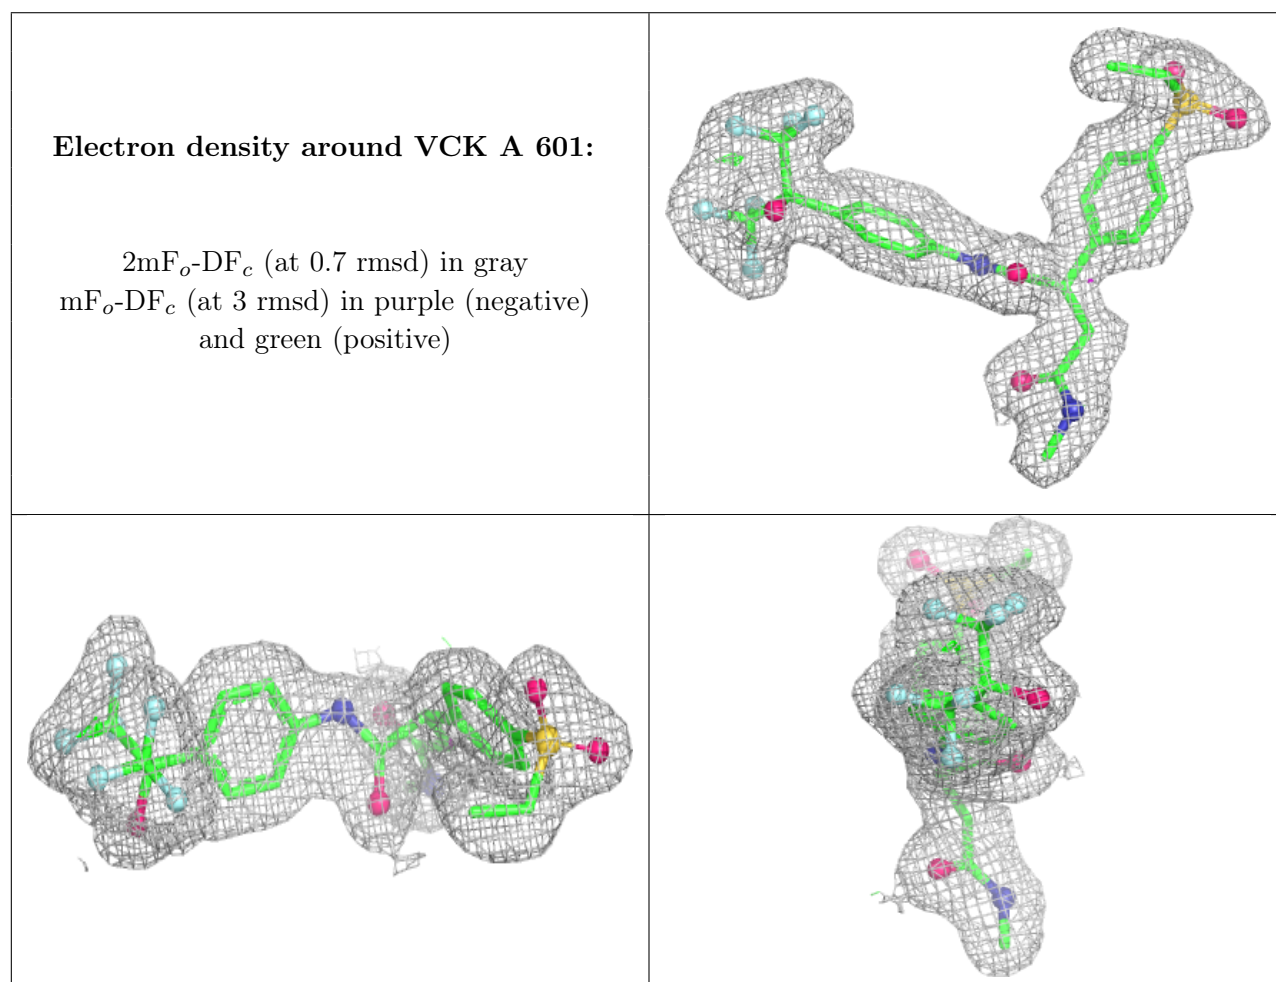 Electron density around VCK A 601:
2mFo-DFc (at 0.7 rmsd) in gray
mFo-DFc (at 3 rmsd) in purple (negative)
and green (positive)